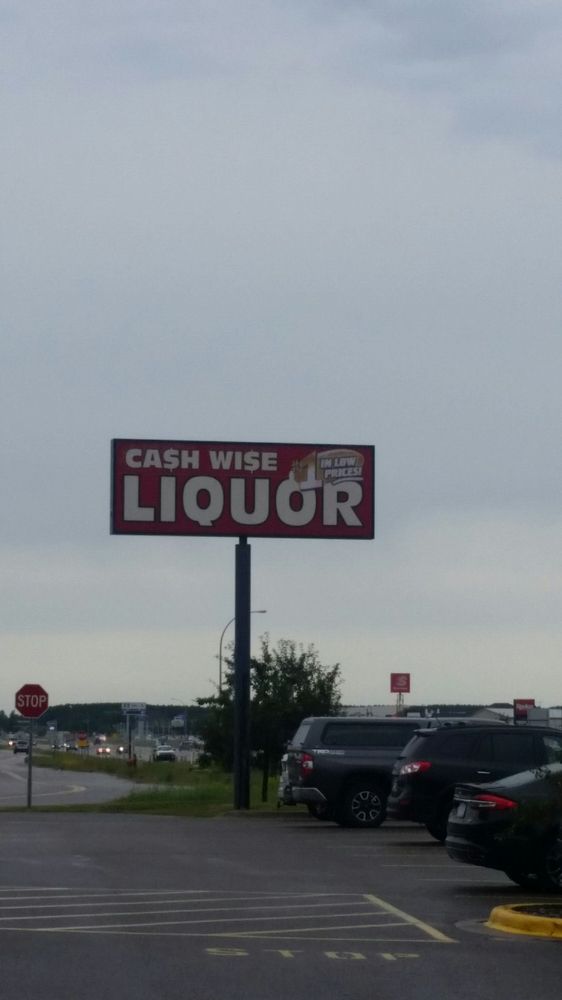 CA$H WI$E
IN LOW
PRICES!
LIQUOR
STOP
STOP